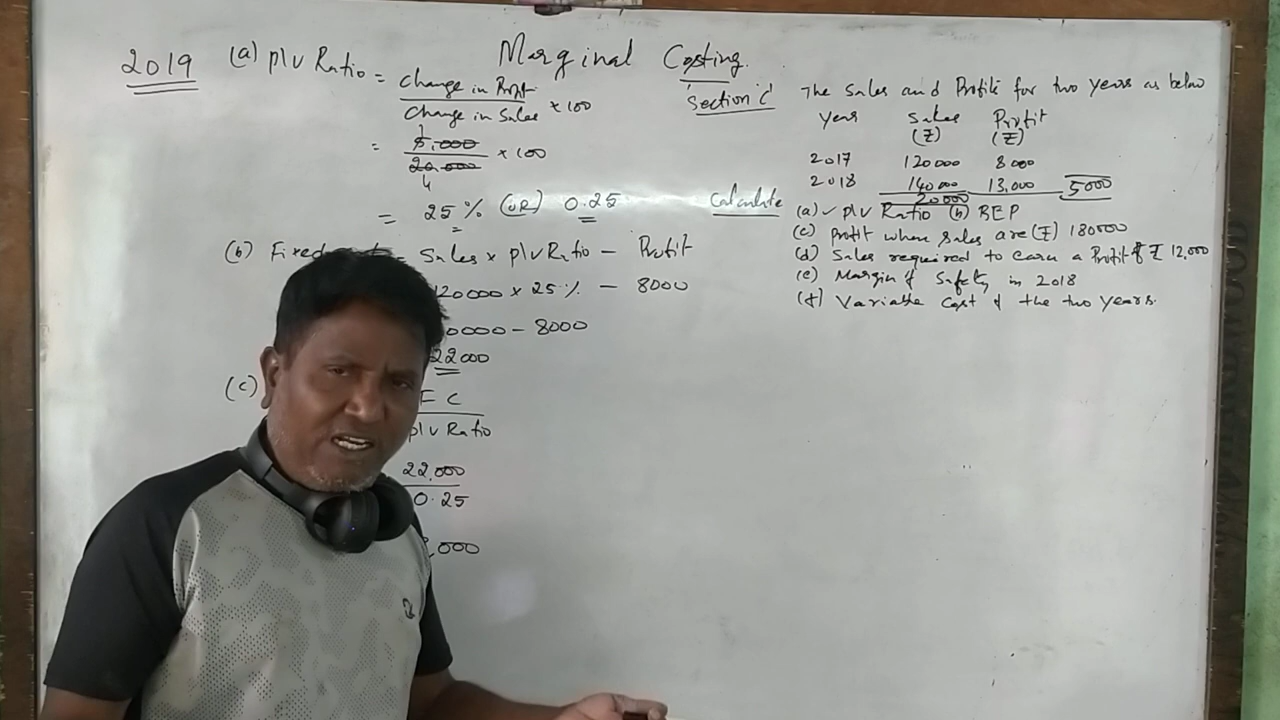 2019
Marginal Costing.
(a) p/v Ratio = Change in Profit / Change in Sales × 100
= 5,000 / 20,000 × 100
1
4
= 25 % (OR) 0.25
(b) Fixed Sales × p/v Ratio - Profit
120000 × 25 % - 8000
0000 - 8000
22000
(c) FC / p/v Ratio
22,000 / 0.25
,000
Section 'C' The Sales and Profile for two years as below
Year Sales (₹) Profit (₹)
2017 120000 8000
2018 140000 13,000 5000
20000
Calculate (a) ✓ p/v Ratio (b) BEP
(c) Profit when Sales are (₹) 180000
(d) Sales required to earn a Profit of ₹ 12,000
(e) Margin of Safety in 2018
(f) Variable Cost of the two years.